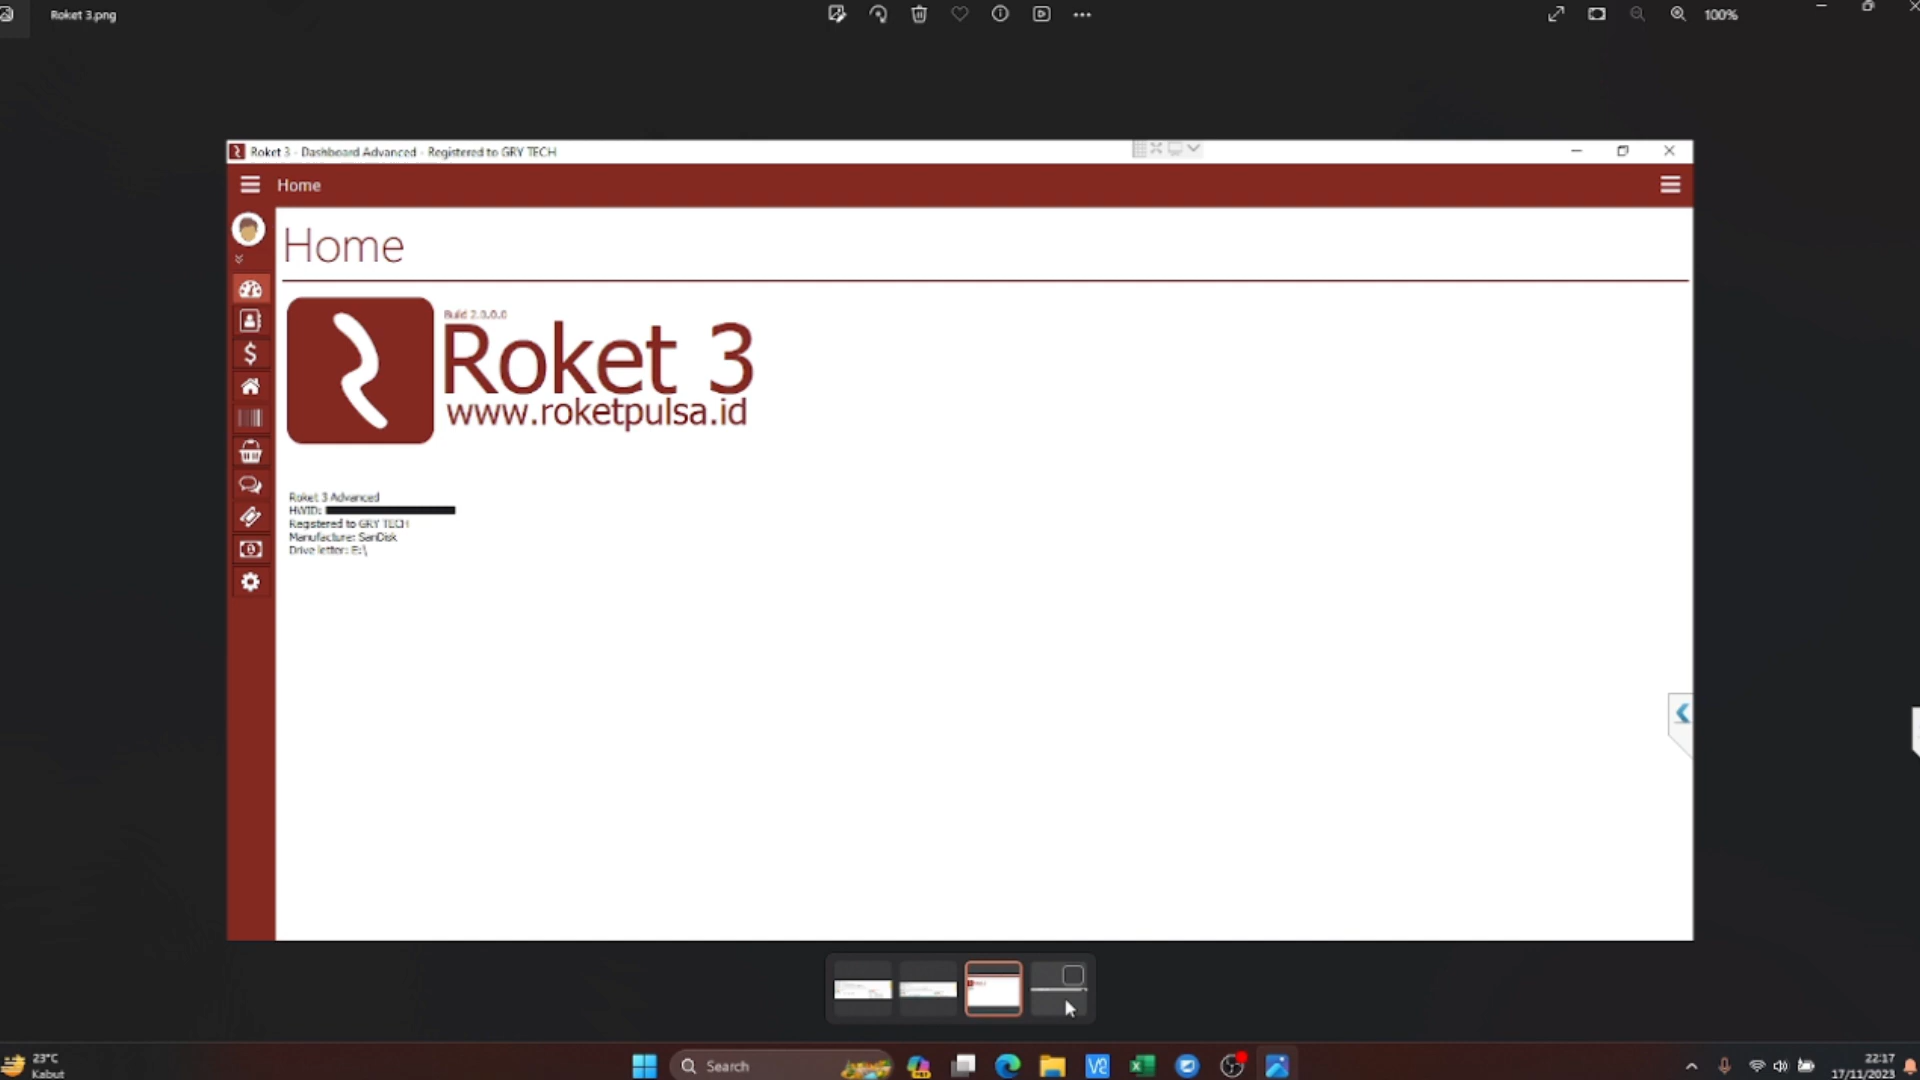 Roket 3.png
100%
Roket 3 - Dashboard Advanced - Registered to GRY TECH
Home
Home
Build 2.0.0.0
Roket 3
www.roketpulsa.id
Roket 3 Advanced
HWID:
Registered to GRY TECH
Manufacture: SanDisk
Drive letter: E:\
23°C
Kabut
Search
22:17
17/11/2023